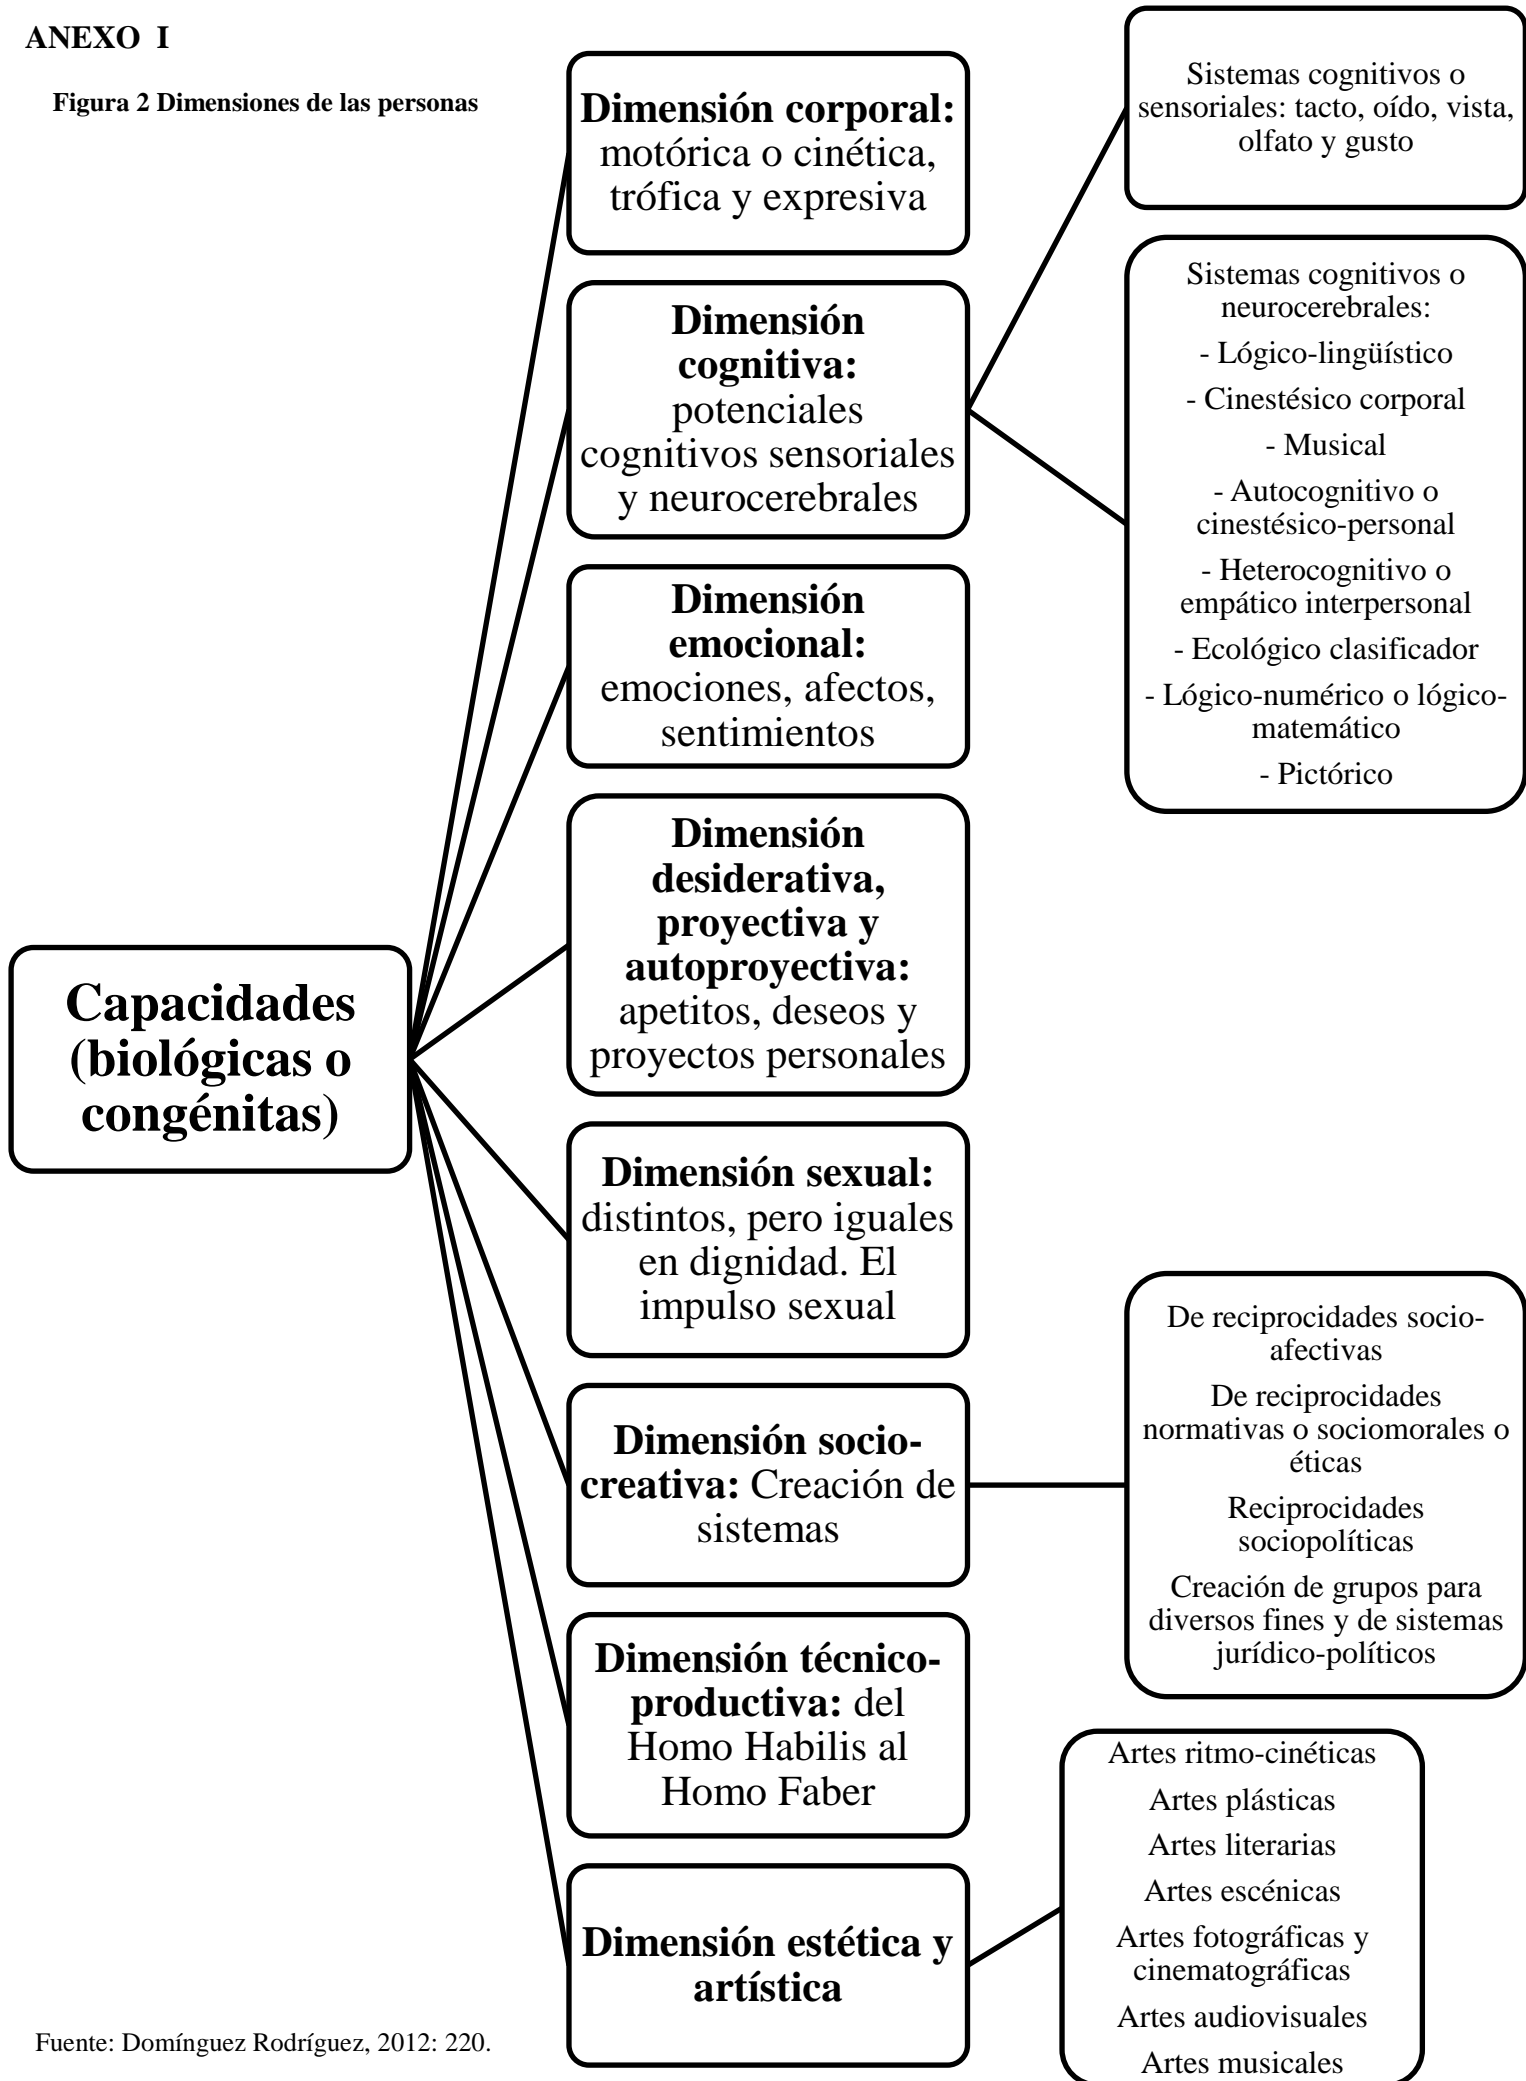 ANEXO I
Figura 2 Dimensiones de las personas
Capacidades
(biológicas o
congénitas)
Dimensión corporal:
motórica o cinética,
trófica y expresiva
Dimensión
cognitiva:
potenciales
cognitivos sensoriales
y neurocerebrales
Sistemas cognitivos o
sensoriales: tacto, oído, vista,
olfato y gusto
Sistemas cognitivos o
neurocerebrales:
- Lógico-lingüístico
- Cinestésico corporal
- Musical
- Autocognitivo o
cinestésico-personal
- Heterocognitivo o
empático interpersonal
- Ecológico clasificador
- Lógico-numérico o lógico-
matemático
- Pictórico
Dimensión
emocional:
emociones, afectos,
sentimientos
Dimensión
desiderativa,
proyectiva y
autoproyectiva:
apetitos, deseos y
proyectos personales
Dimensión sexual:
distintos, pero iguales
en dignidad. El
impulso sexual
Dimensión socio-
creativa: Creación de
sistemas
De reciprocidades socio-
afectivas
De reciprocidades
normativas o sociomorales o
éticas
Reciprocidades
sociopolíticas
Creación de grupos para
diversos fines y de sistemas
jurídico-políticos
Dimensión técnico-
productiva: del
Homo Habilis al
Homo Faber
Dimensión estética y
artística
Artes ritmo-cinéticas
Artes plásticas
Artes literarias
Artes escénicas
Artes fotográficas y
cinematográficas
Artes audiovisuales
Artes musicales
Fuente: Domínguez Rodríguez, 2012: 220.